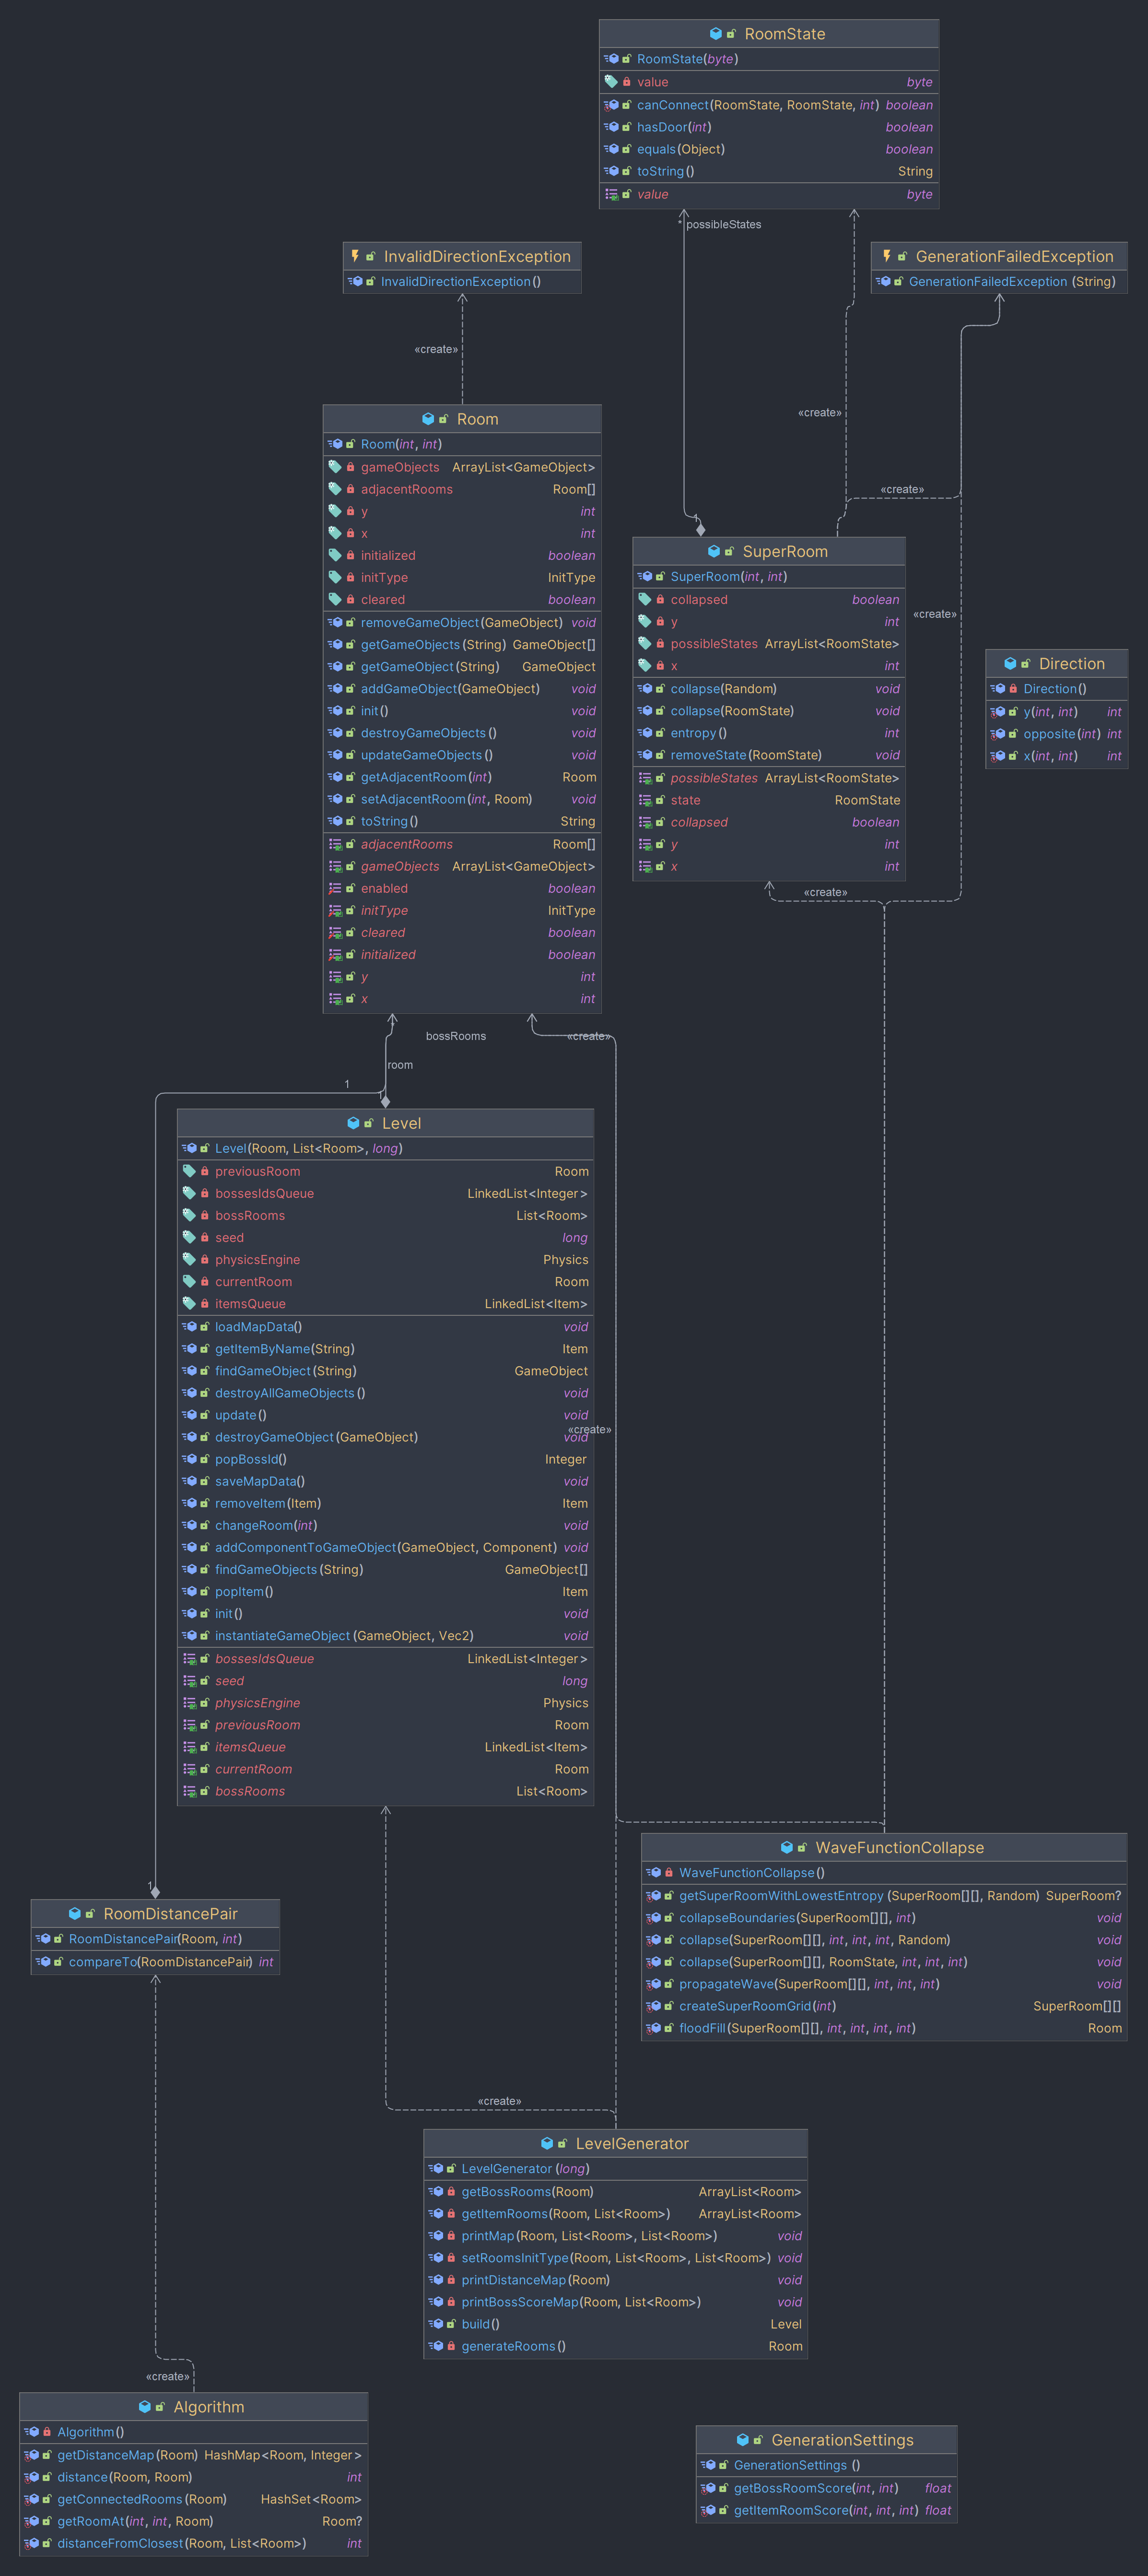 RoomState
RoomState(byte)
value byte
canConnect(RoomState, RoomState, int) boolean
hasDoor(int) boolean
equals(Object) boolean
toString() String
value byte
* possibleStates
InvalidDirectionException
InvalidDirectionException()
GenerationFailedException
GenerationFailedException (String)
«create»
«create»
«create»
«create»
Room
Room(int, int)
gameObjects ArrayList<GameObject>
adjacentRooms Room[]
y int
x int
initialized boolean
initType InitType
cleared boolean
removeGameObject(GameObject) void
getGameObjects(String) GameObject[]
getGameObject(String) GameObject
addGameObject(GameObject) void
init() void
destroyGameObjects() void
updateGameObjects() void
getAdjacentRoom(int) Room
setAdjacentRoom(int, Room) void
toString() String
adjacentRooms Room[]
gameObjects ArrayList<GameObject>
enabled boolean
initType InitType
cleared boolean
initialized boolean
y int
x int
1
SuperRoom
SuperRoom(int, int)
collapsed boolean
y int
possibleStates ArrayList<RoomState>
x int
collapse(Random) void
collapse(RoomState) void
entropy() int
removeState(RoomState) void
possibleStates ArrayList<RoomState>
state RoomState
collapsed boolean
y int
x int
Direction
Direction()
y(int, int) int
opposite(int) int
x(int, int) int
«create»
*
bossRooms
«create»
room
1
1
Level
Level(Room, List<Room>, long)
previousRoom Room
bossesIdsQueue LinkedList<Integer>
bossRooms List<Room>
seed long
physicsEngine Physics
currentRoom Room
itemsQueue LinkedList<Item>
loadMapData() void
getItemByName(String) Item
findGameObject(String) GameObject
destroyAllGameObjects() void
update() void
destroyGameObject(GameObject) void
popBossId() Integer
saveMapData() void
removeItem(Item) Item
changeRoom(int) void
addComponentToGameObject(GameObject, Component) void
findGameObjects(String) GameObject[]
popItem() Item
init() void
instantiateGameObject(GameObject, Vec2) void
bossesIdsQueue LinkedList<Integer>
seed long
physicsEngine Physics
previousRoom Room
itemsQueue LinkedList<Item>
currentRoom Room
bossRooms List<Room>
«create»
WaveFunctionCollapse
WaveFunctionCollapse()
getSuperRoomWithLowestEntropy (SuperRoom[][], Random) SuperRoom?
collapseBoundaries(SuperRoom[][], int) void
collapse(SuperRoom[][], int, int, int, Random) void
collapse(SuperRoom[][], RoomState, int, int, int) void
propagateWave(SuperRoom[][], int, int, int) void
createSuperRoomGrid(int) SuperRoom[][]
floodFill(SuperRoom[][], int, int, int, int) Room
1
RoomDistancePair
RoomDistancePair(Room, int)
compareTo(RoomDistancePair) int
«create»
LevelGenerator
LevelGenerator (long)
getBossRooms(Room) ArrayList<Room>
getItemRooms(Room, List<Room>) ArrayList<Room>
printMap(Room, List<Room>, List<Room>) void
setRoomsInitType(Room, List<Room>, List<Room>) void
printDistanceMap(Room) void
printBossScoreMap(Room, List<Room>) void
build() Level
generateRooms() Room
«create»
Algorithm
Algorithm()
getDistanceMap(Room) HashMap<Room, Integer>
distance(Room, Room) int
getConnectedRooms(Room) HashSet<Room>
getRoomAt(int, int, Room) Room?
distanceFromClosest(Room, List<Room>) int
GenerationSettings
GenerationSettings ()
getBossRoomScore(int, int) float
getItemRoomScore(int, int, int) float